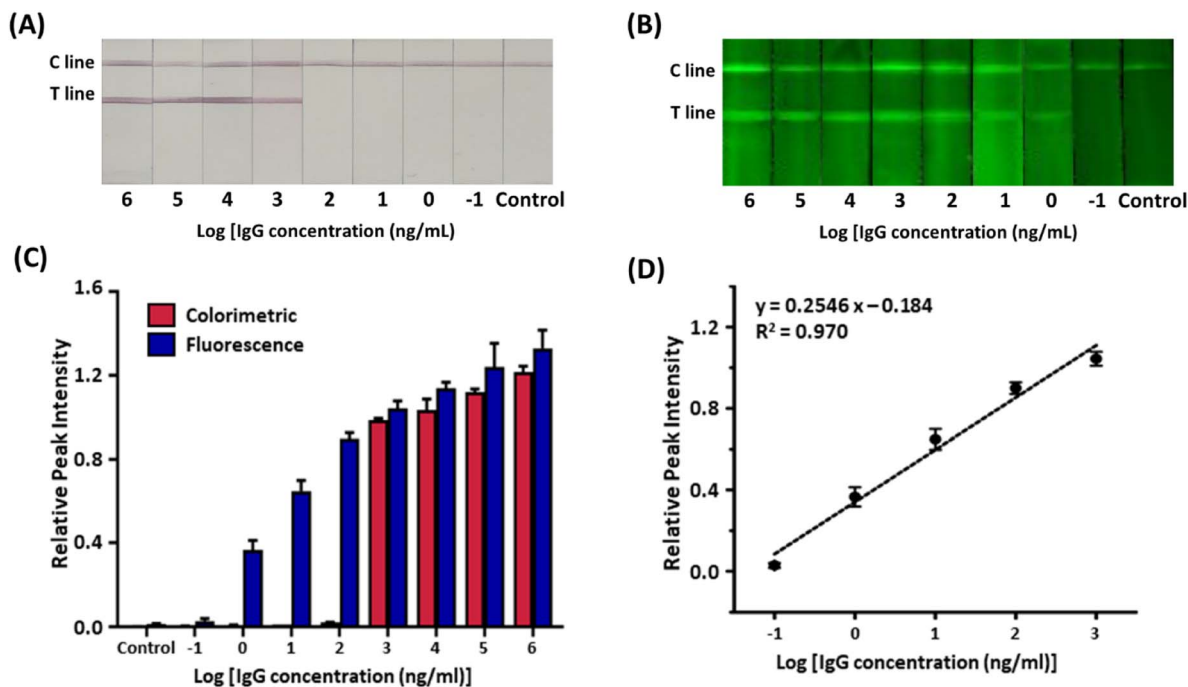 (A)
C line
T line
6 5 4 3 2 1 0 -1 Control
Log [IgG concentration (ng/mL)
(B)
C line
T line
6 5 4 3 2 1 0 -1 Control
Log [IgG concentration (ng/mL)
(C)
1.6
1.2
0.8
0.4
0.0
Relative Peak Intensity
Colorimetric
Fluorescence
Control -1 0 1 2 3 4 5 6
Log [IgG concentration (ng/ml)]
(D)
y = 0.2546 x – 0.184
R² = 0.970
1.2
0.8
0.4
0.0
Relative Peak Intensity
-1 0 1 2 3
Log [IgG concentration (ng/ml)]